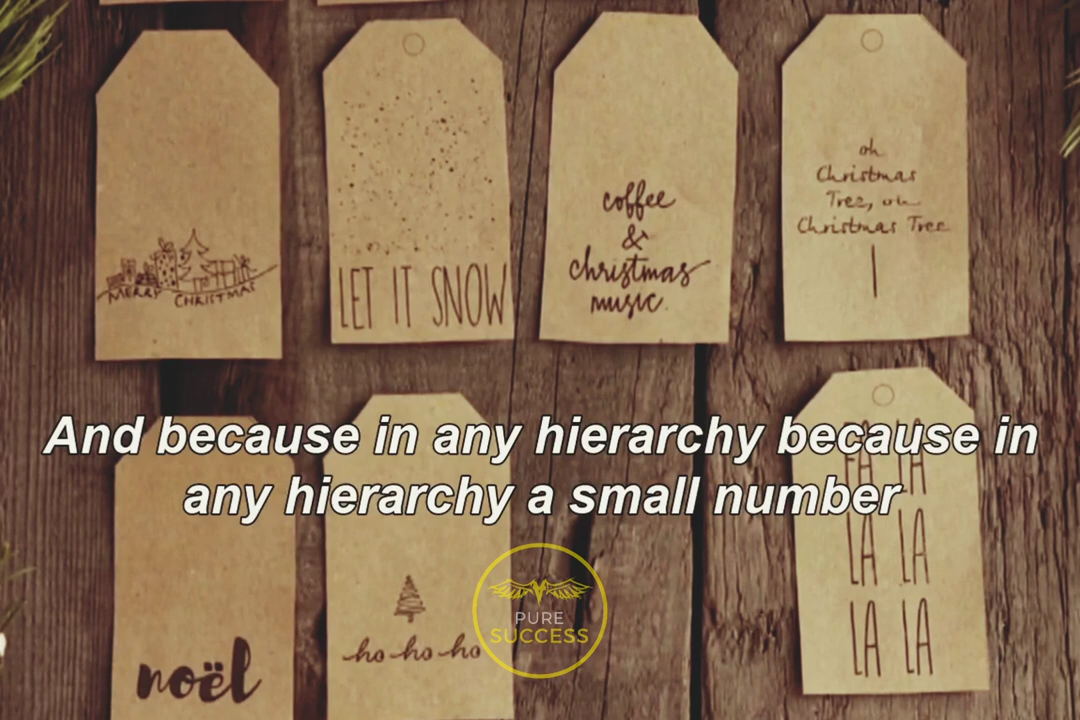 MERRY CHRISTMAS
LET IT SNOW
coffee
&
christmas
music.
oh
Christmas
Tree, oh
Christmas Tree
And because in any hierarchy because in
any hierarchy a small number
FA LA
LA LA
LA LA
noël
ho-ho-ho
PURE
SUCCESS